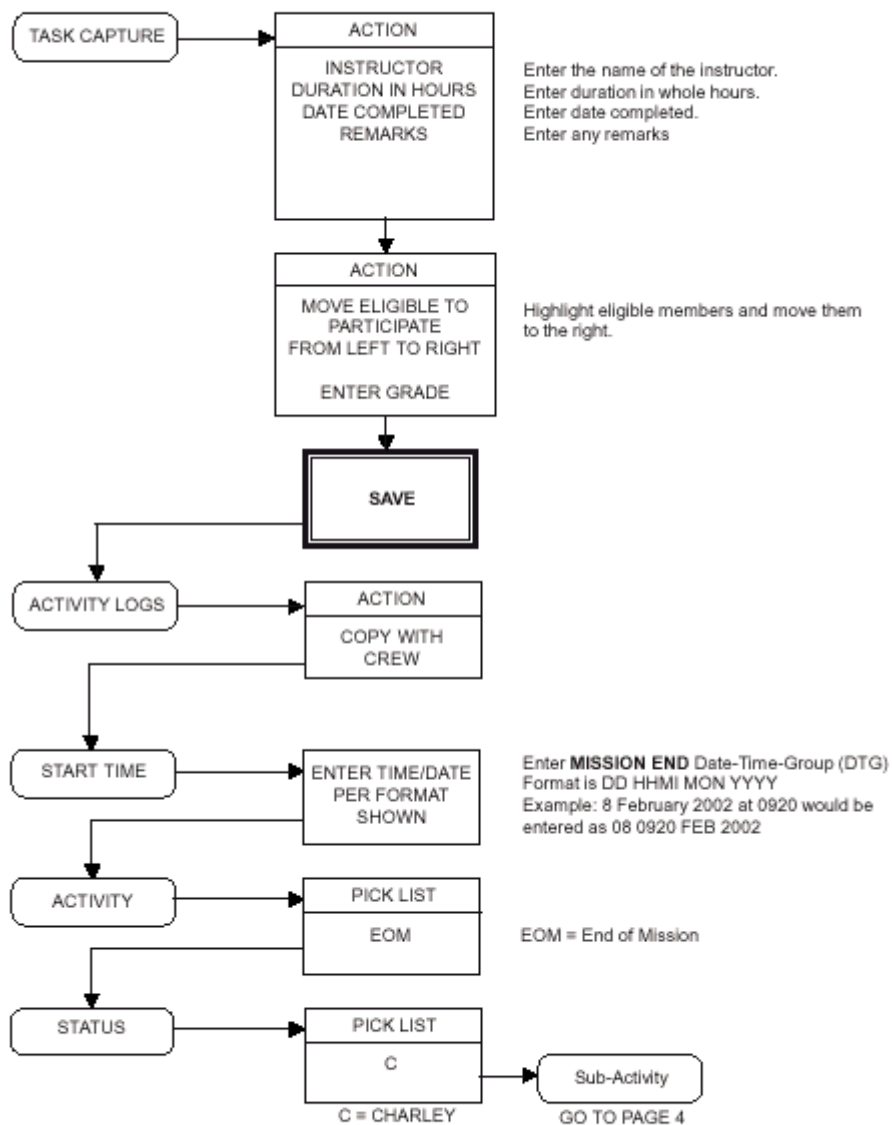 TASK CAPTURE
ACTION
INSTRUCTOR
DURATION IN HOURS
DATE COMPLETED
REMARKS
Enter the name of the instructor.
Enter duration in whole hours.
Enter date completed.
Enter any remarks
ACTION
MOVE ELIGIBLE TO
PARTICIPATE
FROM LEFT TO RIGHT
ENTER GRADE
Highlight eligible members and move them
to the right.
SAVE
ACTIVITY LOGS
ACTION
COPY WITH
CREW
START TIME
ENTER TIME/DATE
PER FORMAT
SHOWN
Enter MISSION END Date-Time-Group (DTG)
Format is DD HHMI MON YYYY
Example: 8 February 2002 at 0920 would be
entered as 08 0920 FEB 2002
ACTIVITY
PICK LIST
EOM
EOM = End of Mission
STATUS
PICK LIST
C
C = CHARLEY
Sub-Activity
GO TO PAGE 4